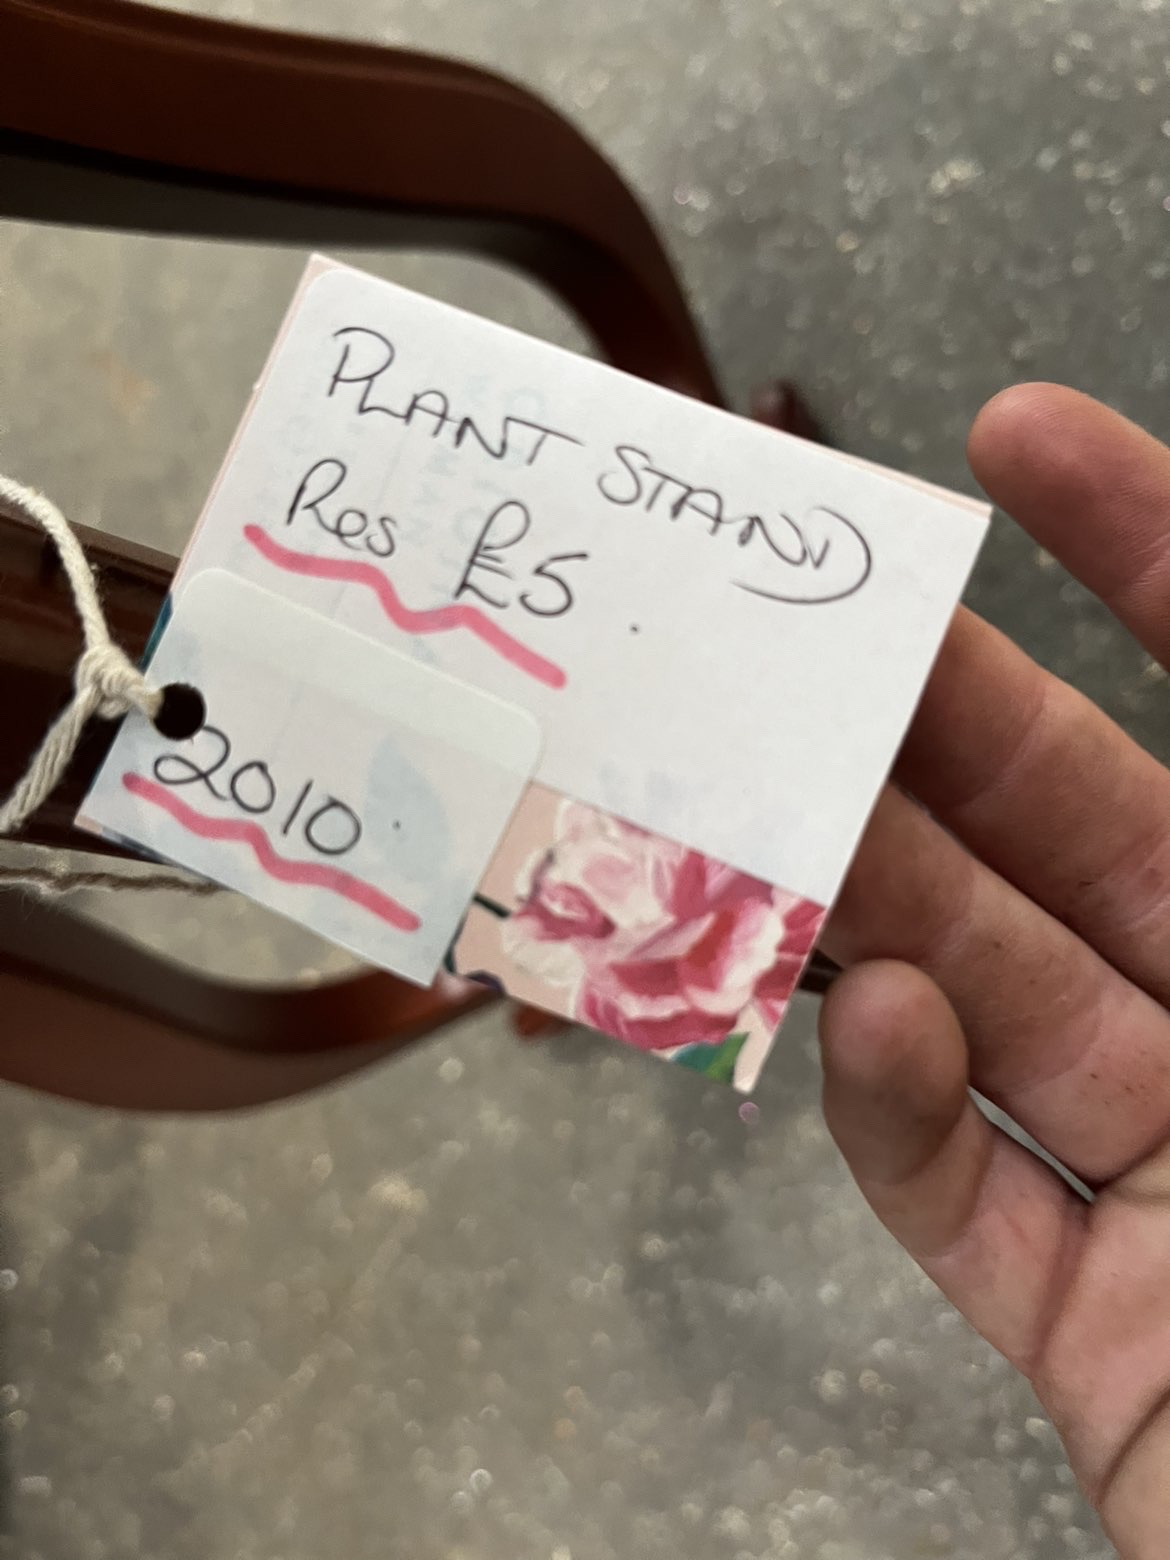 PLANT STAND
Res £5.
2010.